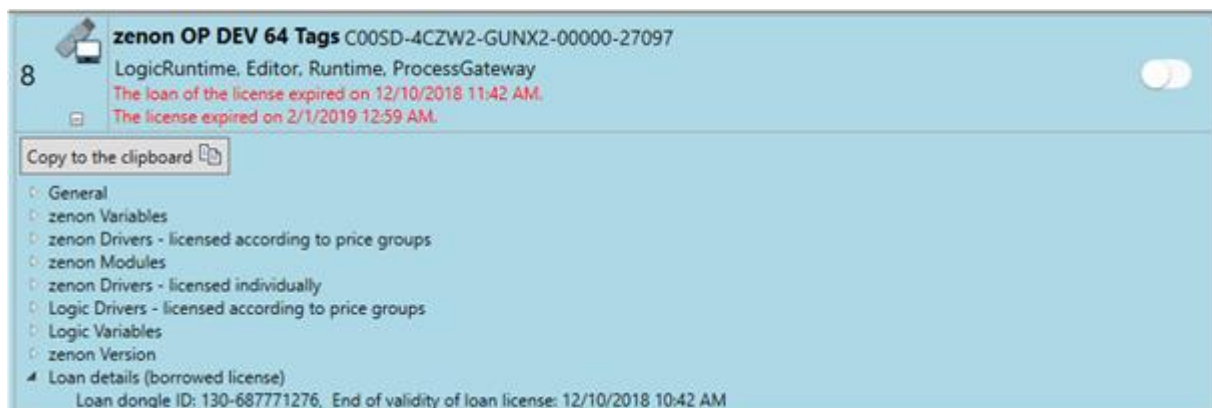 zenon OP DEV 64 Tags C00SD-4CZW2-GUNX2-00000-27097
8
LogicRuntime, Editor, Runtime, ProcessGateway
The loan of the license expired on 12/10/2018 11:42 AM.
The license expired on 2/1/2019 12:59 AM.
Copy to the clipboard
General
zenon Variables
zenon Drivers - licensed according to price groups
zenon Modules
zenon Drivers - licensed individually
Logic Drivers - licensed according to price groups
Logic Variables
zenon Version
Loan details (borrowed license)
Loan dongle ID: 130-687771276, End of validity of loan license: 12/10/2018 10:42 AM